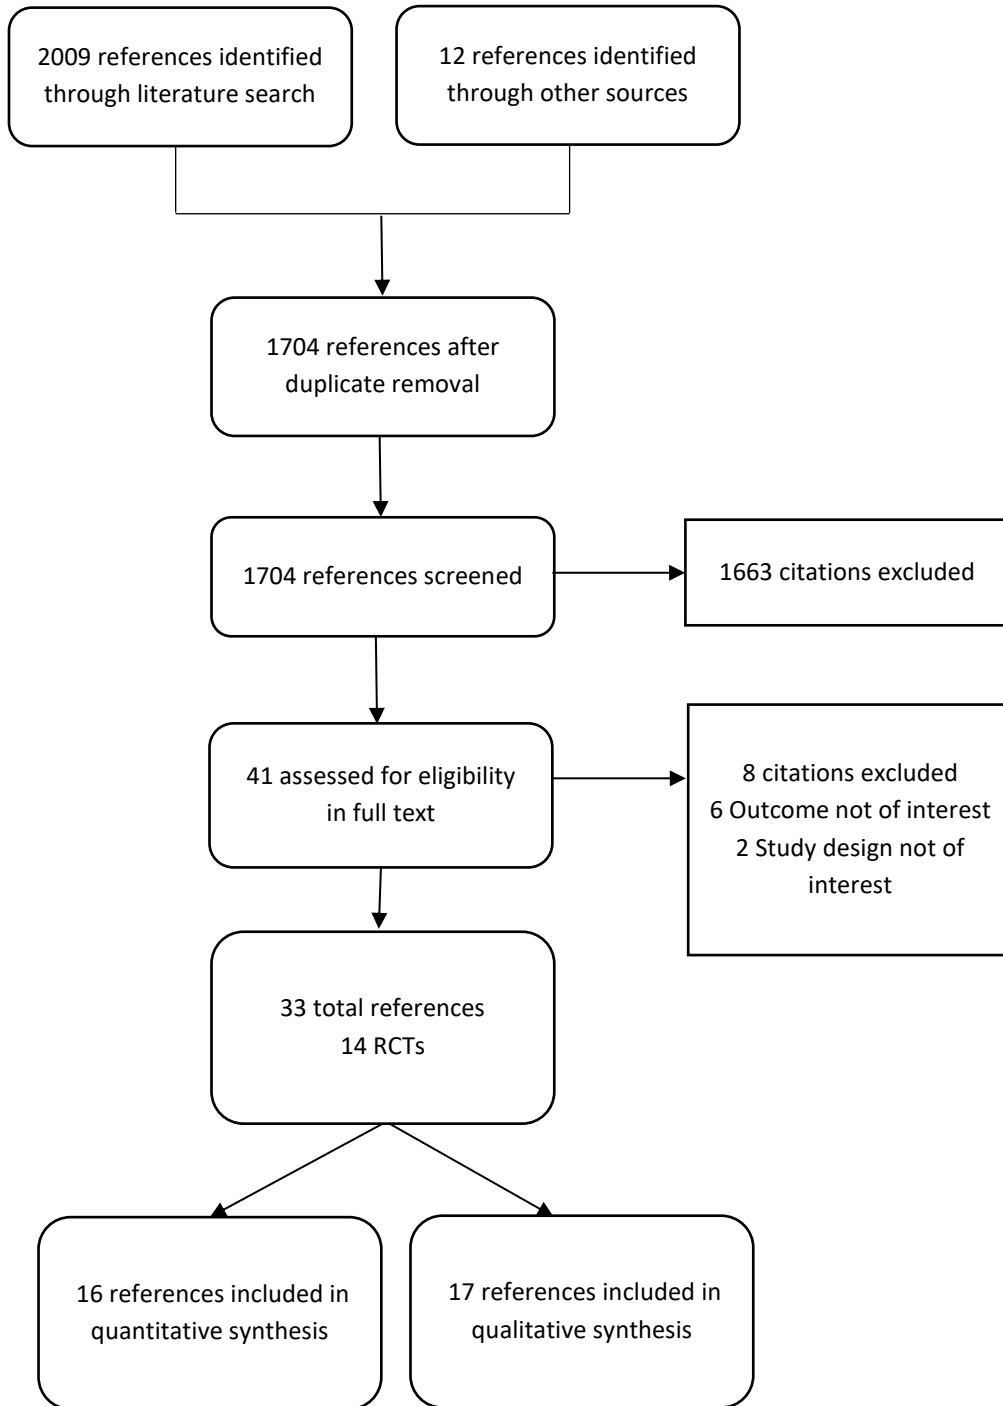 2009 references identified
through literature search
12 references identified
through other sources
1704 references after
duplicate removal
1704 references screened
1663 citations excluded
41 assessed for eligibility
in full text
8 citations excluded
6 Outcome not of interest
2 Study design not of
interest
33 total references
14 RCTs
16 references included in
quantitative synthesis
17 references included in
qualitative synthesis